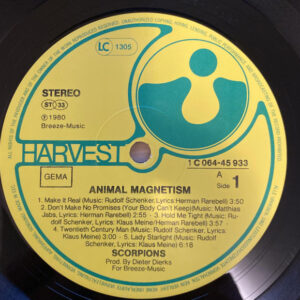 LC 1305
STEREO
ST 33
℗ 1980
Breeze-Music
HARVEST
1 C 064-45 933
GEMA
A
Side 1
ANIMAL MAGNETISM
1. Make It Real (Music: Rudolf Schenker, Lyrics: Herman Rarebell) 3:50
2. Don't Make No Promises (Your Body Can't Keep)(Music: Matthias
Jabs, Lyrics: Herman Rarebell) 2:55 - 3. Hold Me Tight (Music: Ru-
dolf Schenker, Lyrics: Klaus Meine/Herman Rarebell) 3:53
4. Twentieth Century Man (Music: Rudolf Schenker, Lyrics:
Klaus Meine) 3:00 - 5. Lady Starlight (Music: Rudolf
Schenker, Lyrics: Klaus Meine) 6:11
SCORPIONS
Prod. by Dieter Dierks
For Breeze-Music